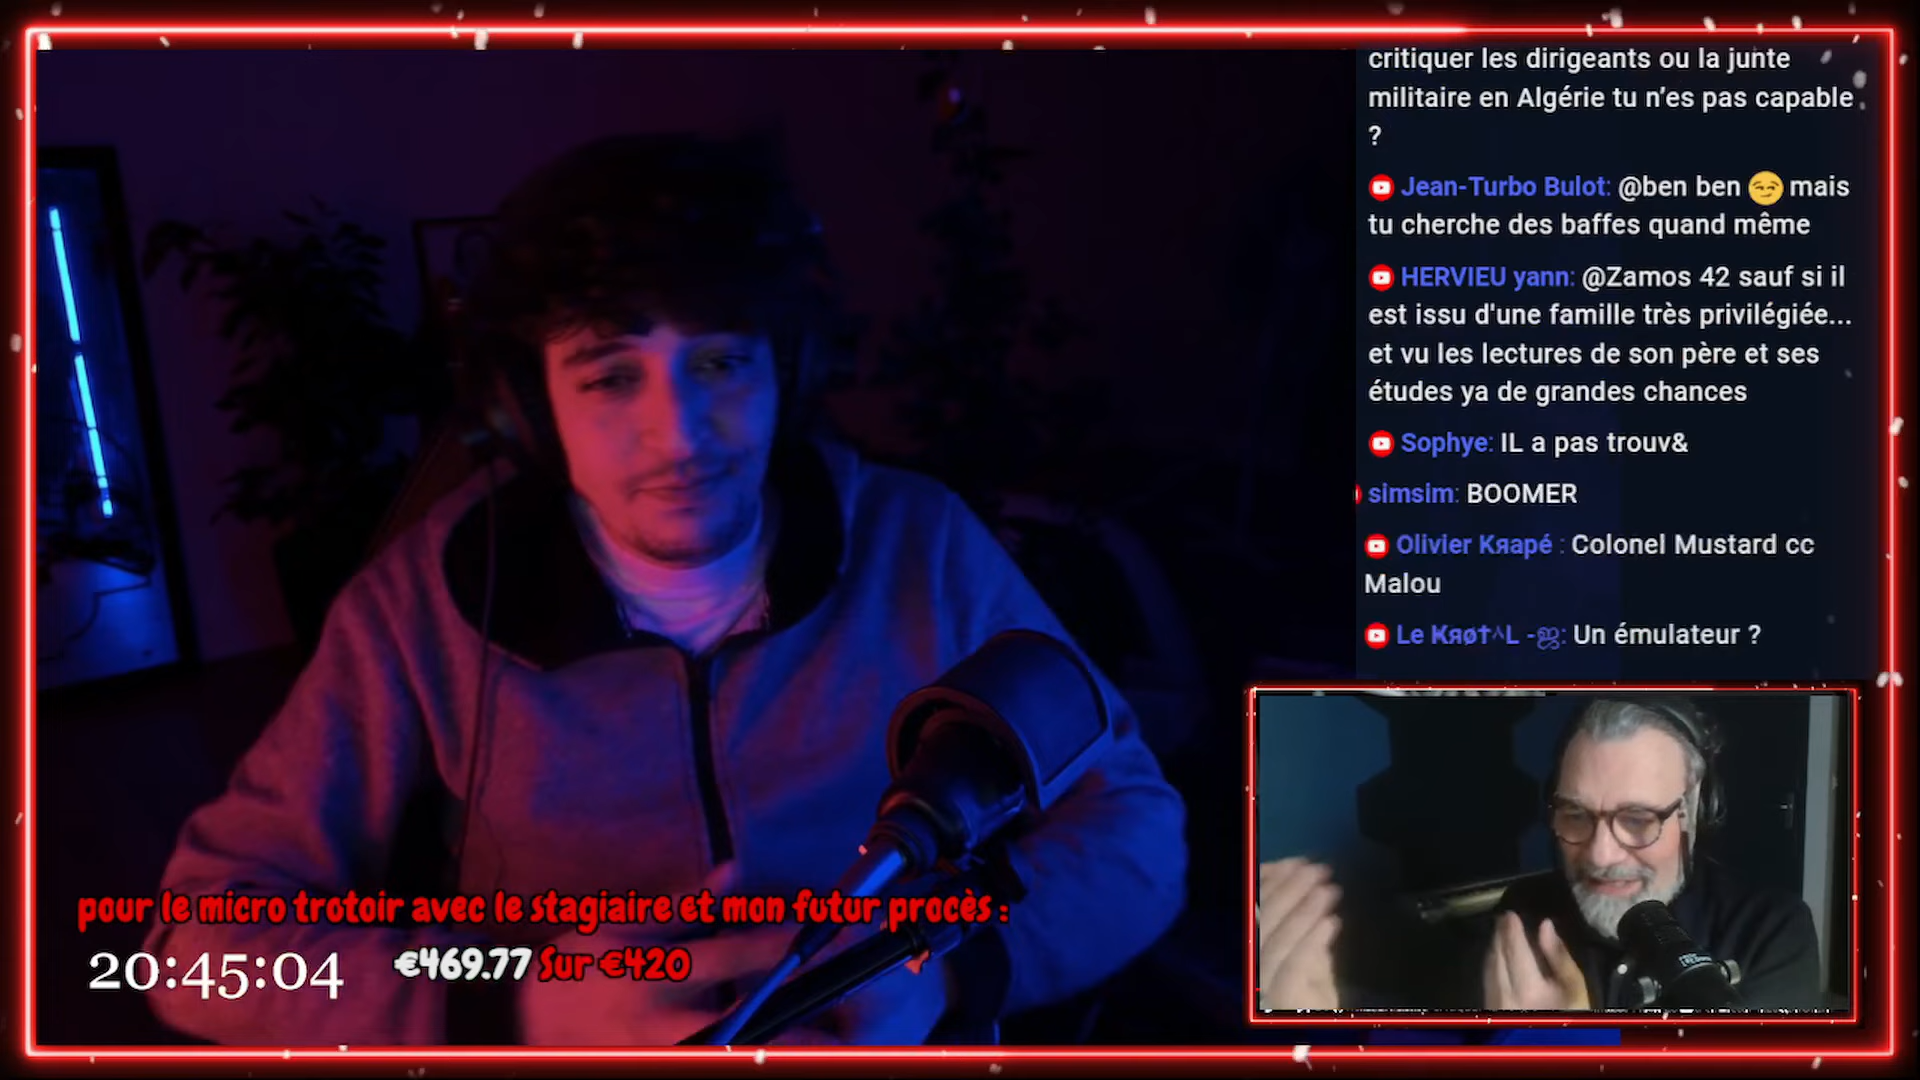 critiquer les dirigeants ou la junte
militaire en Algérie tu n'es pas capable
?
Jean-Turbo Bulot: @ben ben 😏 mais
tu cherche des baffes quand même
HERVIEU yann: @Zamos 42 sauf si il
est issu d'une famille très privilégiée...
et vu les lectures de son père et ses
études ya de grandes chances
Sophye: IL a pas trouv&
simsim: BOOMER
Olivier Kяapé : Colonel Mustard cc
Malou
Le Kяø†^L -ஜ: Un émulateur ?
pour le micro trotoir avec le stagiaire et mon futur procès :
20:45:04 €469.77 Sur €420